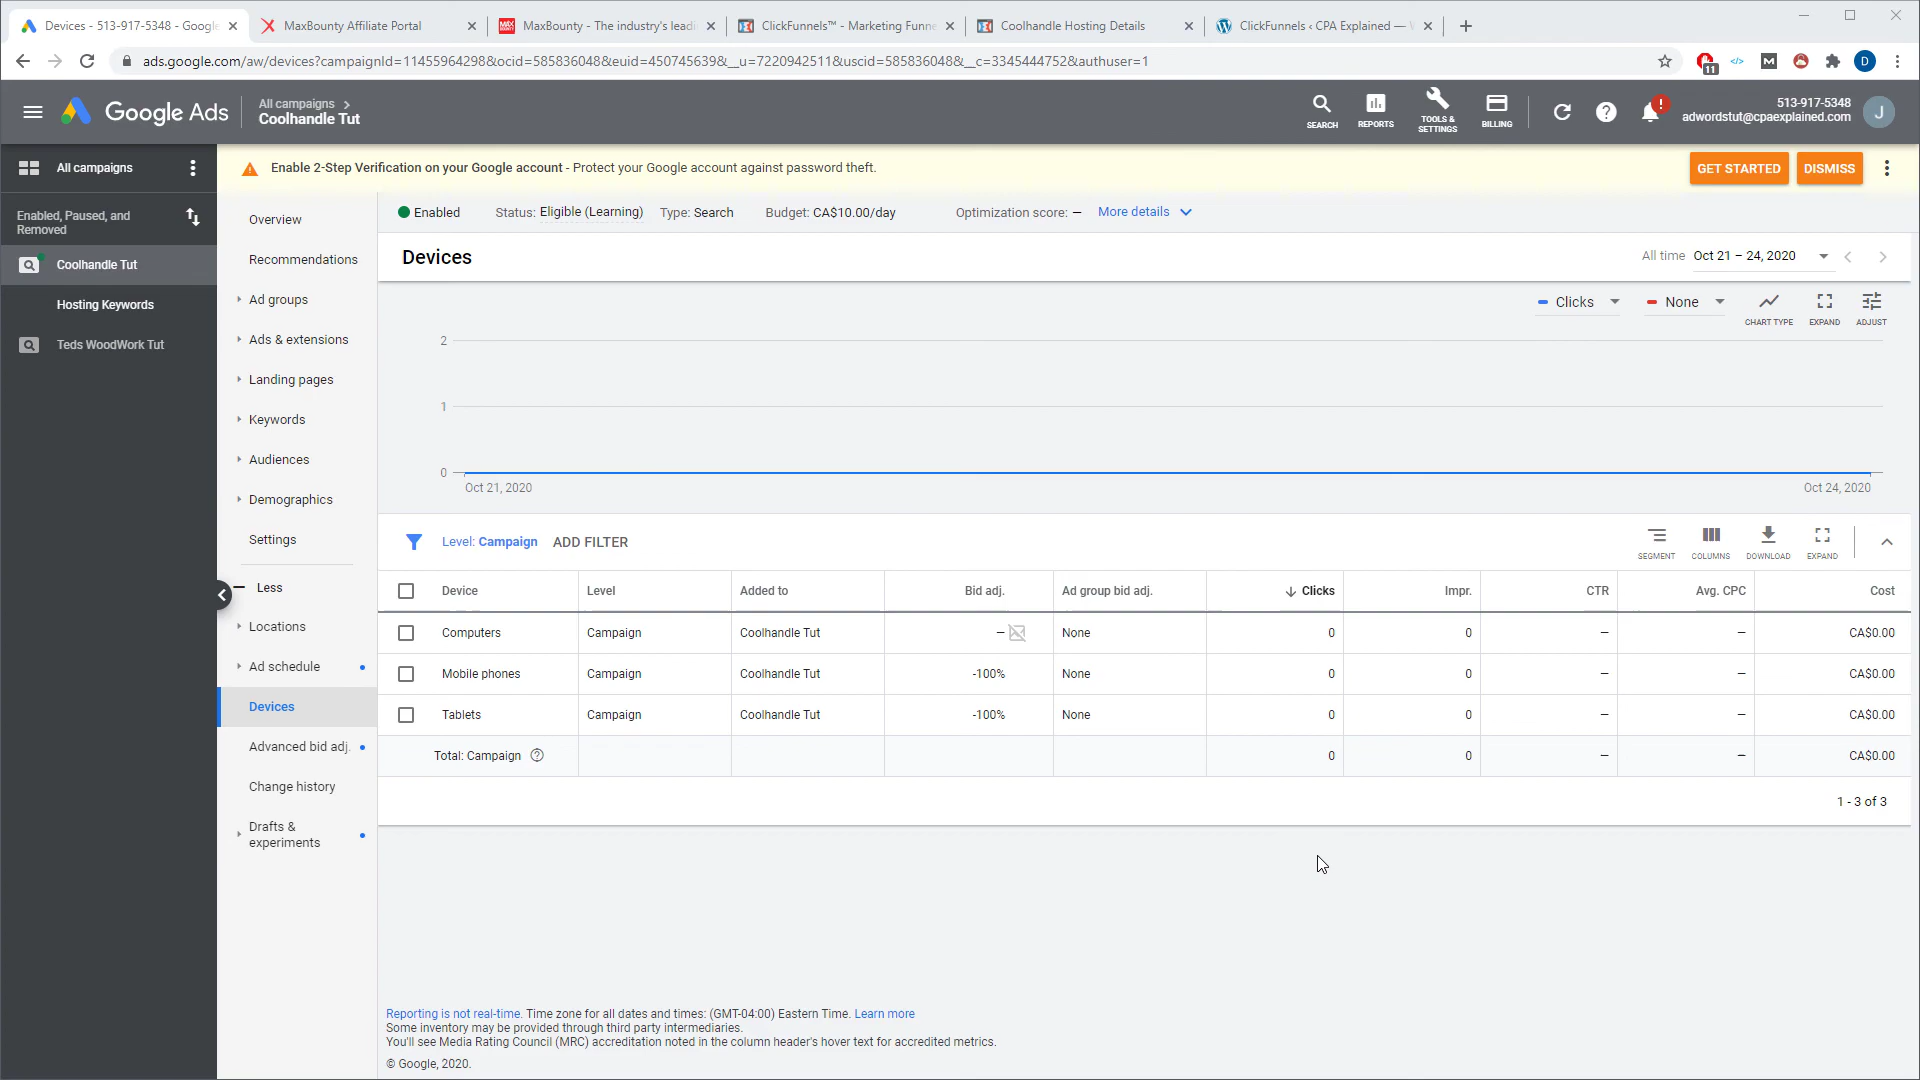 Devices - 513-917-5348 - Google
MaxBounty Affiliate Portal
MaxBounty - The industry's leadi
ClickFunnels™ - Marketing Funne
Coolhandle Hosting Details
ClickFunnels ‹ CPA Explained — W
ads.google.com/aw/devices?campaignId=11455964298&ocid=585836048&euid=450745639&__u=7220942511&uscid=585836048&__c=3345444752&authuser=1
11
M
D
Google Ads
All campaigns
Coolhandle Tut
SEARCH
REPORTS
TOOLS & SETTINGS
BILLING
!
513-917-5348
adwordstut@cpaexplained.com
J
All campaigns
Enabled, Paused, and
Removed
Coolhandle Tut
Hosting Keywords
Teds WoodWork Tut
Enable 2-Step Verification on your Google account - Protect your Google account against password theft.
GET STARTED
DISMISS
Overview
Recommendations
Ad groups
Ads & extensions
Landing pages
Keywords
Audiences
Demographics
Settings
Less
Locations
Ad schedule
Devices
Advanced bid adj.
Change history
Drafts &
experiments
Enabled
Status: Eligible (Learning)
Type: Search
Budget: CA$10.00/day
Optimization score: —
More details
Devices
All time Oct 21 – 24, 2020
Clicks
None
CHART TYPE
EXPAND
ADJUST
2
1
0
Oct 21, 2020
Oct 24, 2020
Level: Campaign
ADD FILTER
SEGMENT
COLUMNS
DOWNLOAD
EXPAND
Device Level Added to Bid adj. Ad group bid adj. Clicks Impr. CTR Avg. CPC Cost
Computers Campaign Coolhandle Tut — None 0 0 — — CA$0.00
Mobile phones Campaign Coolhandle Tut -100% None 0 0 — — CA$0.00
Tablets Campaign Coolhandle Tut -100% None 0 0 — — CA$0.00
Total: Campaign 0 0 — — CA$0.00
1 - 3 of 3
Reporting is not real-time. Time zone for all dates and times: (GMT-04:00) Eastern Time. Learn more
Some inventory may be provided through third party intermediaries.
You'll see Media Rating Council (MRC) accreditation noted in the column header's hover text for accredited metrics.
© Google, 2020.